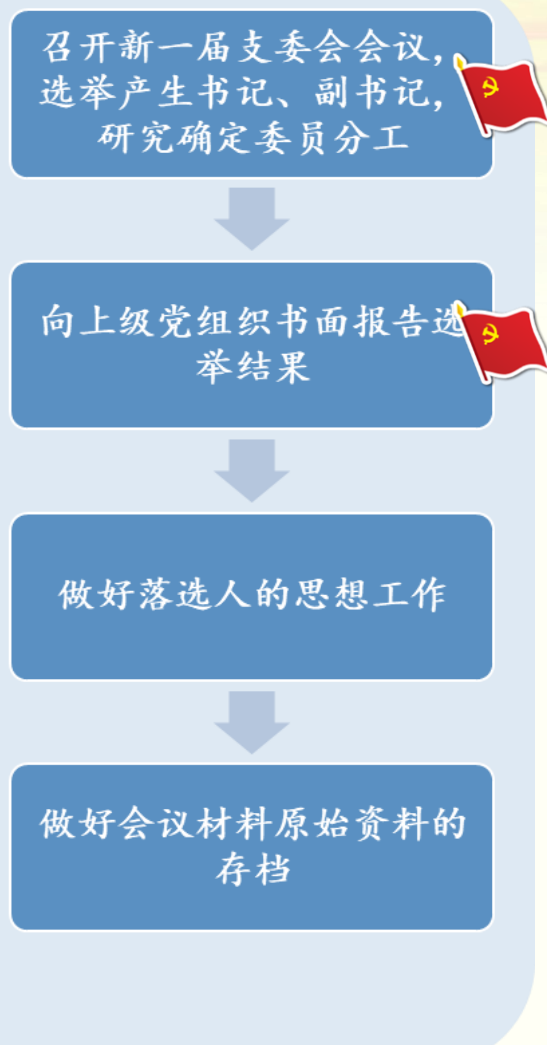 召开新一届支委会会议，
选举产生书记、副书记，
研究确定委员分工
向上级党组织书面报告选
举结果
做好落选人的思想工作
做好会议材料原始资料的
存档